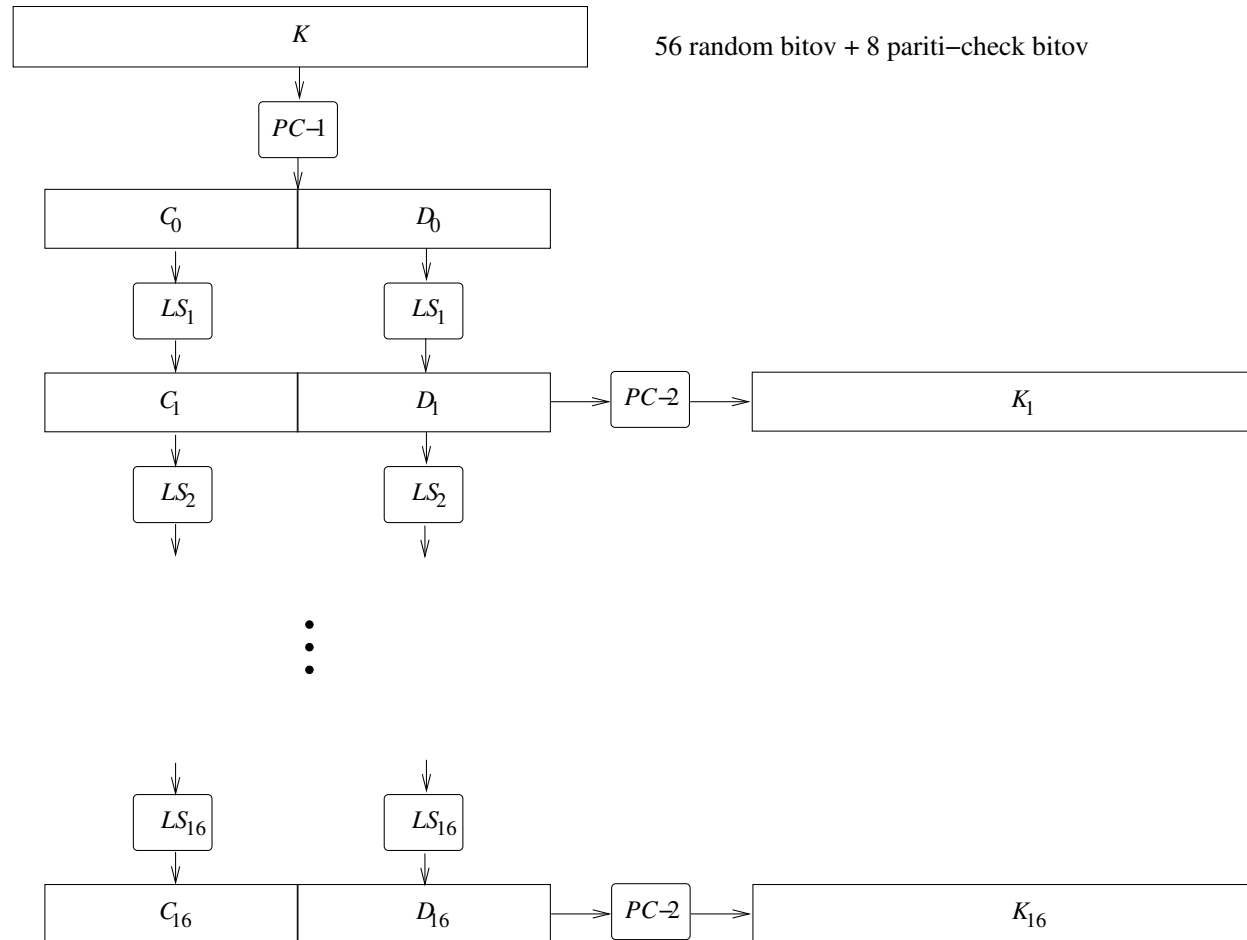 K
56 random bitov + 8 pariti−check bitov
PC−1
C0 D0
LS1 LS1
C1 D1 PC−2 K1
LS2 LS2
LS16 LS16
C16 D16 PC−2 K16